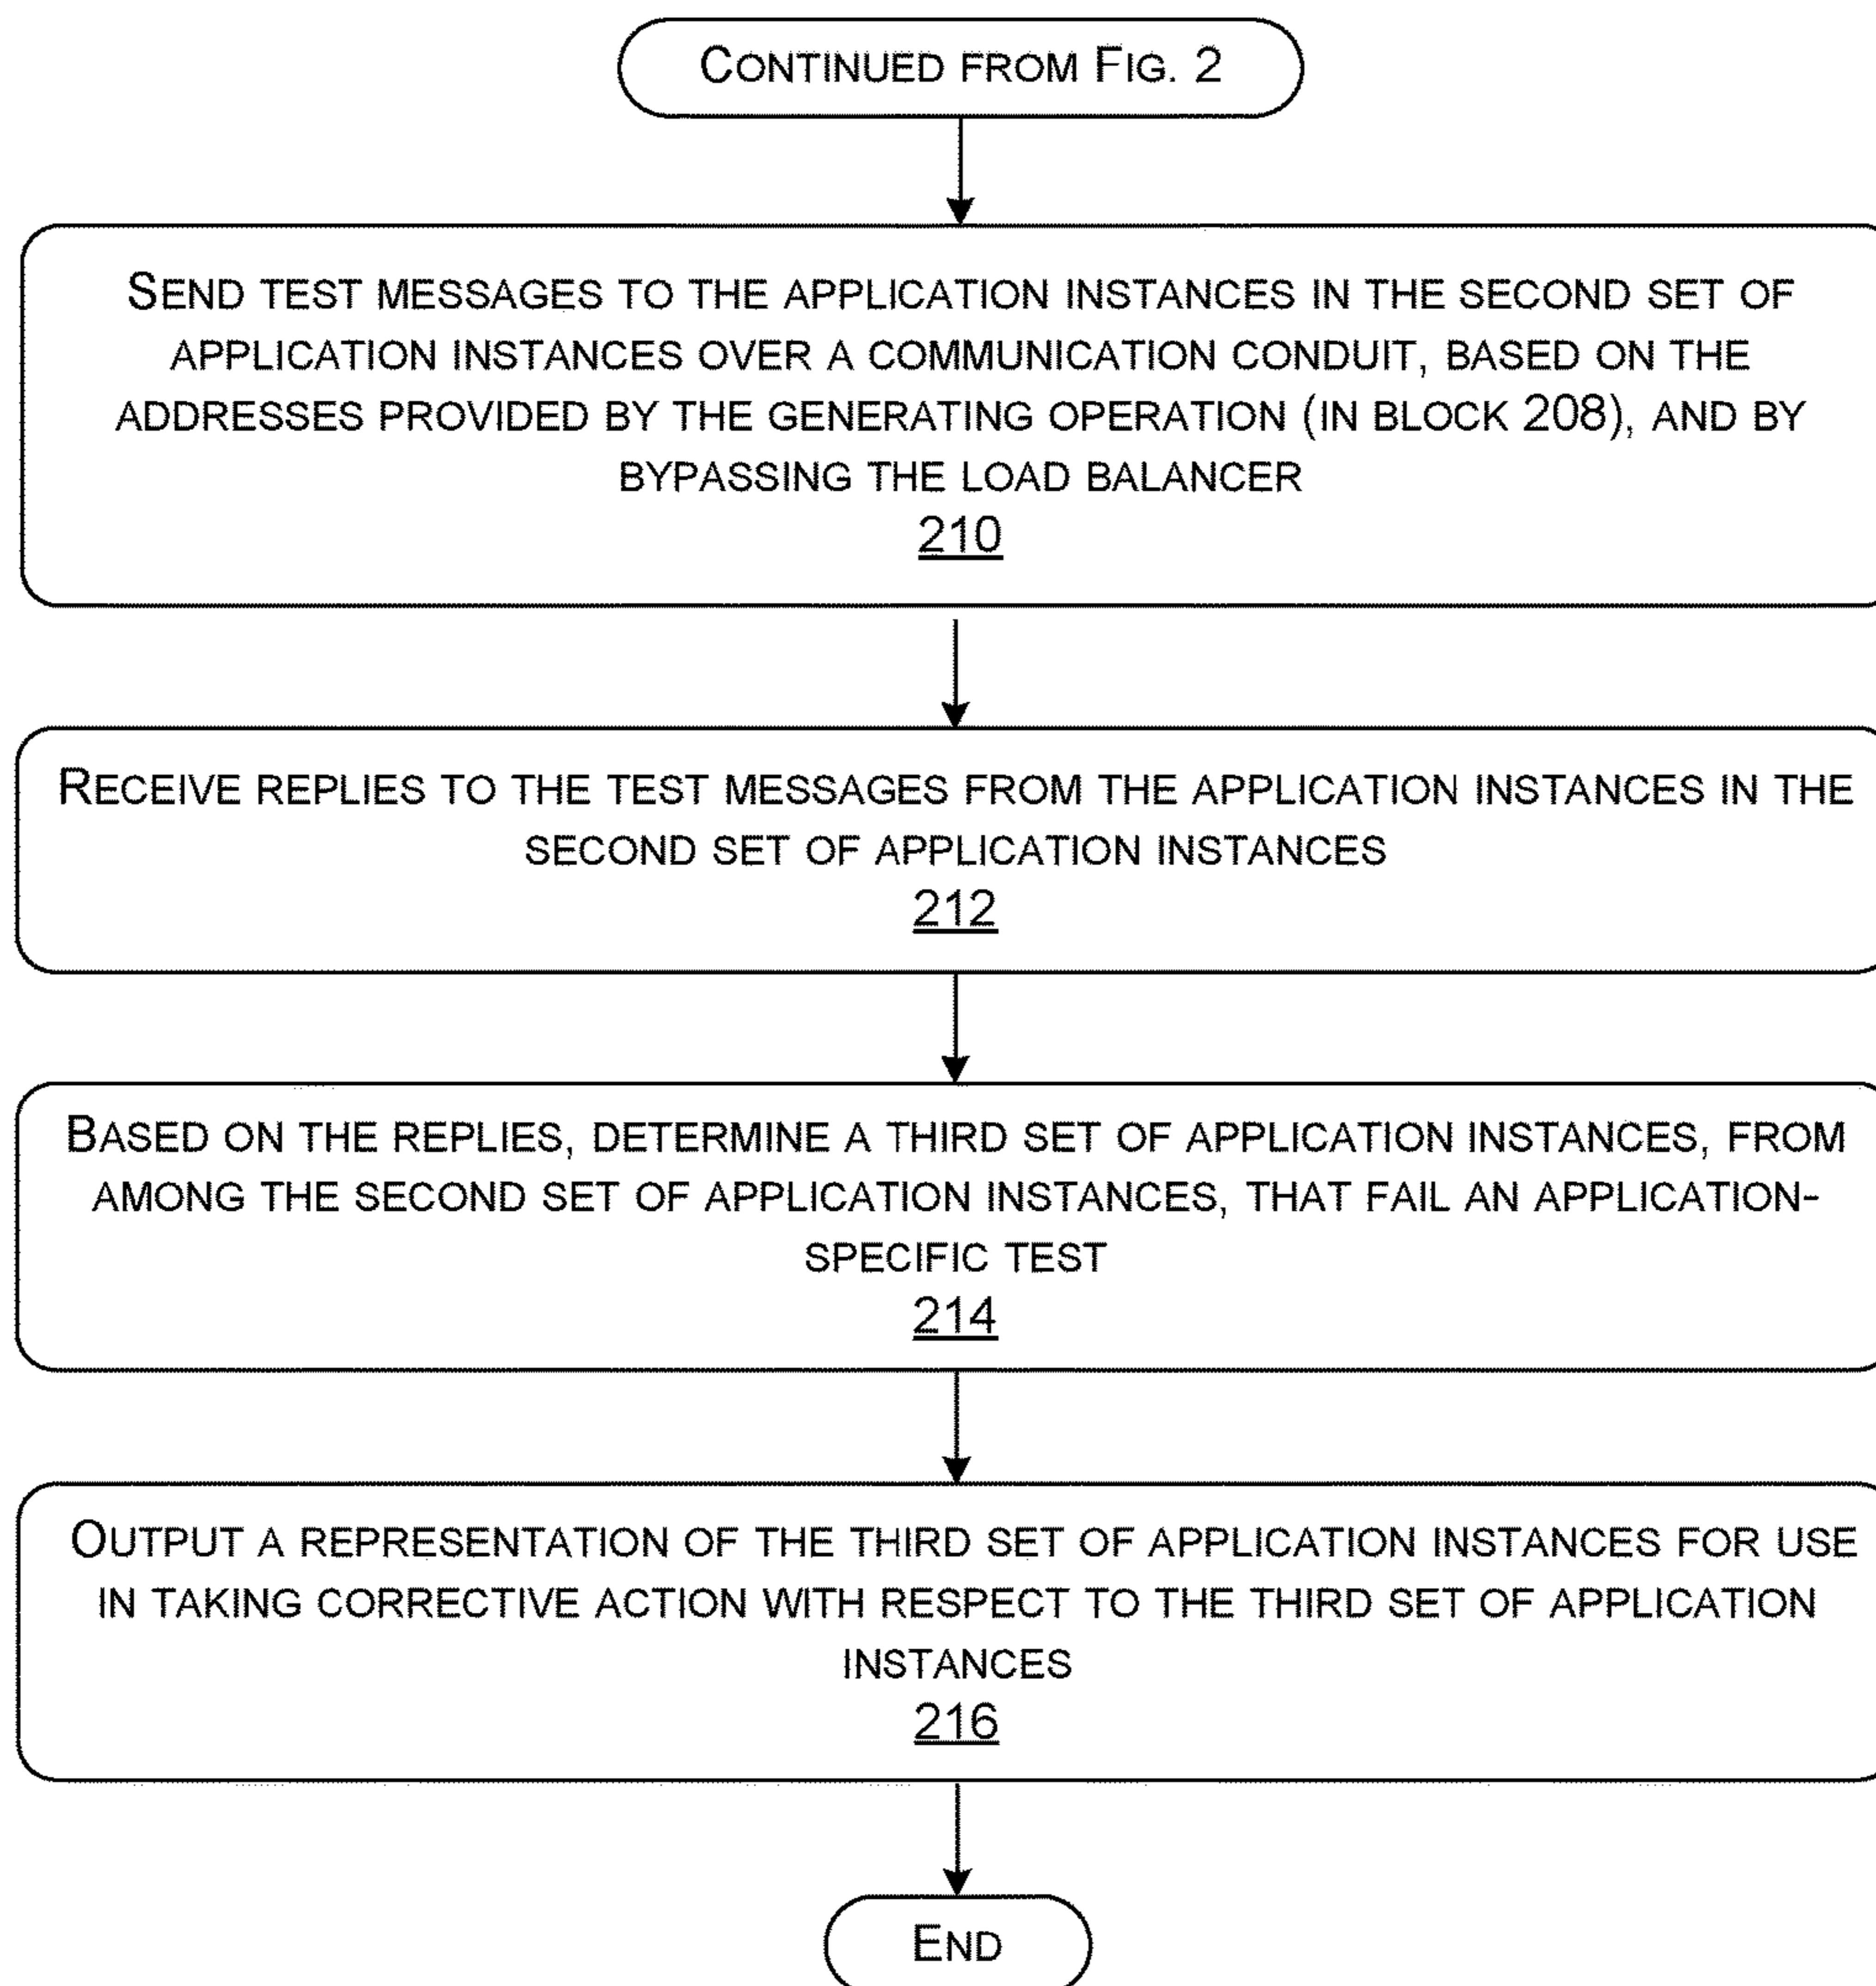 CONTINUED FROM FIG. 2
SEND TEST MESSAGES TO THE APPLICATION INSTANCES IN THE SECOND SET OF
APPLICATION INSTANCES OVER A COMMUNICATION CONDUIT, BASED ON THE
ADDRESSES PROVIDED BY THE GENERATING OPERATION (IN BLOCK 208), AND BY
BYPASSING THE LOAD BALANCER
210
RECEIVE REPLIES TO THE TEST MESSAGES FROM THE APPLICATION INSTANCES IN THE
SECOND SET OF APPLICATION INSTANCES
212
BASED ON THE REPLIES, DETERMINE A THIRD SET OF APPLICATION INSTANCES, FROM
AMONG THE SECOND SET OF APPLICATION INSTANCES, THAT FAIL AN APPLICATION-
SPECIFIC TEST
214
OUTPUT A REPRESENTATION OF THE THIRD SET OF APPLICATION INSTANCES FOR USE
IN TAKING CORRECTIVE ACTION WITH RESPECT TO THE THIRD SET OF APPLICATION
INSTANCES
216
END